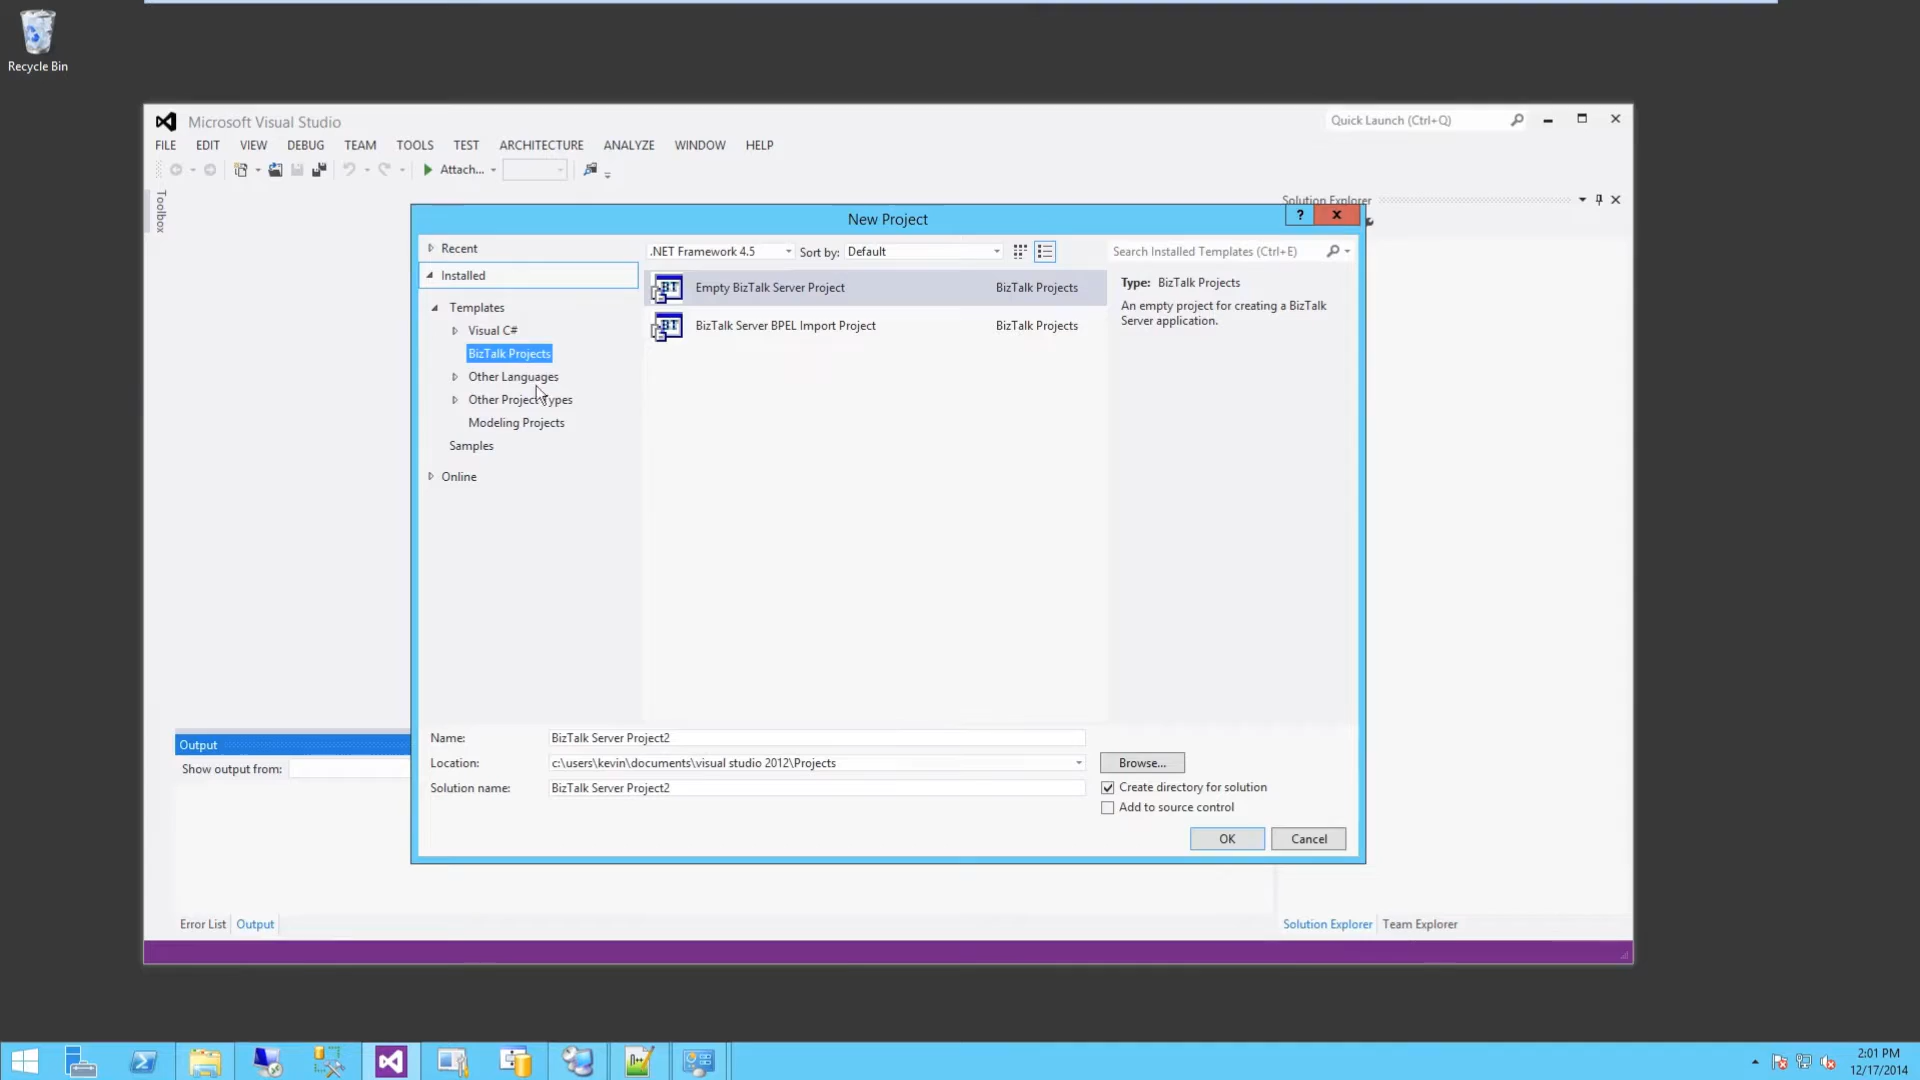 Recycle Bin
Microsoft Visual Studio
Quick Launch (Ctrl+Q)
FILE EDIT VIEW DEBUG TEAM TOOLS TEST ARCHITECTURE ANALYZE WINDOW HELP
Attach...
Toolbox
Solution Explorer
New Project
?
Recent
Installed
Templates
Visual C#
BizTalk Projects
Other Languages
Other Project Types
Modeling Projects
Samples
Online
.NET Framework 4.5
Sort by: Default
Search Installed Templates (Ctrl+E)
BT Empty BizTalk Server Project BizTalk Projects
BT BizTalk Server BPEL Import Project BizTalk Projects
Type: BizTalk Projects
An empty project for creating a BizTalk
Server application.
Name: BizTalk Server Project2
Location: c:\users\kevin\documents\visual studio 2012\Projects
Browse...
Solution name: BizTalk Server Project2
Create directory for solution
Add to source control
OK Cancel
Output
Show output from:
Error List Output
Solution Explorer Team Explorer
2:01 PM
12/17/2014